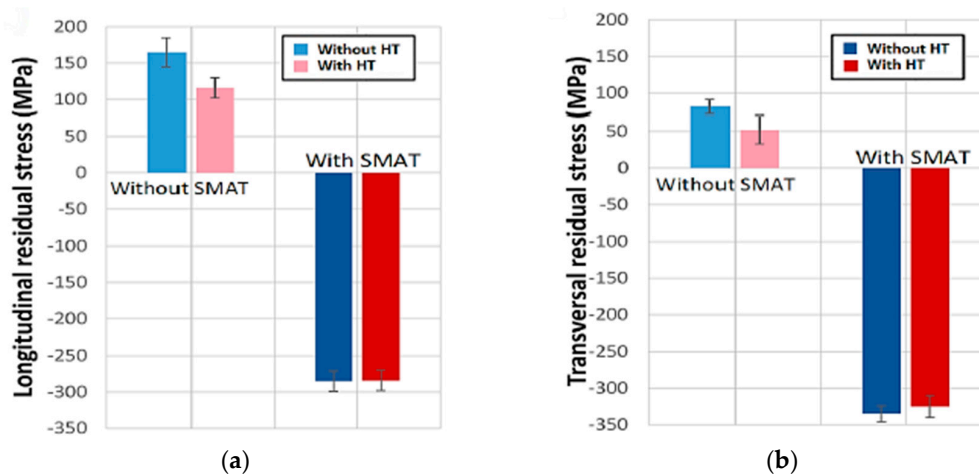 Longitudinal residual stress (MPa)
200
150
100
50
0
-50
-100
-150
-200
-250
-300
-350
Without HT
With HT
With SMAT
Without SMAT
(a)
Transversal residual stress (MPa)
200
150
100
50
0
-50
-100
-150
-200
-250
-300
-350
Without HT
With HT
With SMAT
Without SMAT
(b)